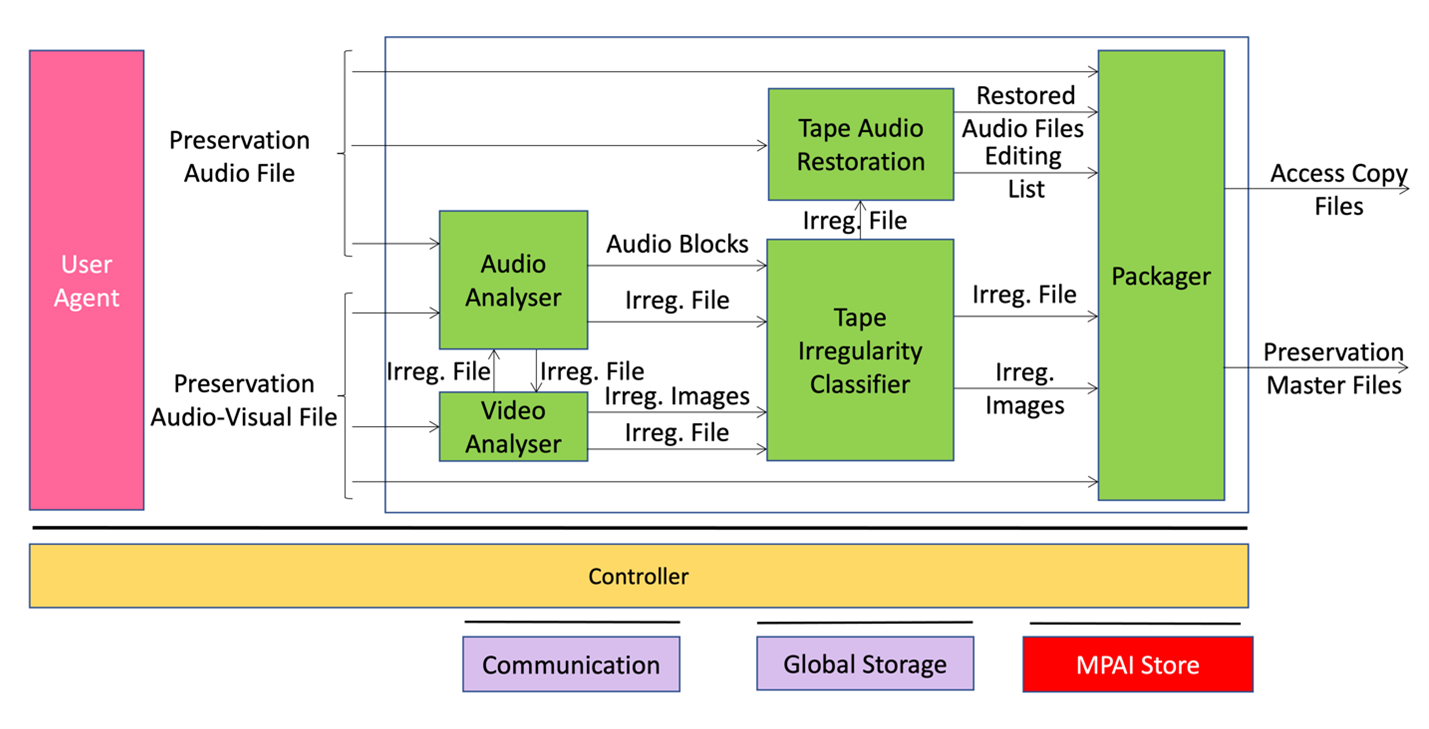 User
Agent
Preservation
Audio File
Preservation
Audio-Visual File
Audio
Analyser
Irreg. File
Irreg. File
Video
Analyser
Audio Blocks
Irreg. File
Irreg. Images
Irreg. File
Tape Audio
Restoration
Irreg. File
Tape
Irregularity
Classifier
Restored
Audio Files
Editing
List
Irreg. File
Irreg.
Images
Packager
Access Copy
Files
Preservation
Master Files
Controller
Communication
Global Storage
MPAI Store